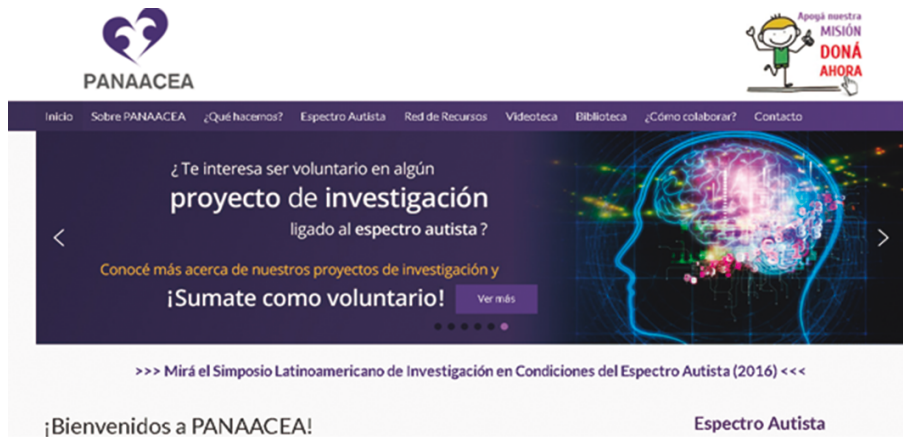 PANAACEA
Apoyá nuestra
MISIÓN
DONÁ
AHORA
Inicio Sobre PANAACEA ¿Qué hacemos? Espectro Autista Red de Recursos Videoteca Biblioteca ¿Cómo colaborar? Contacto
¿Te interesa ser voluntario en algún
proyecto de investigación
ligado al espectro autista?
Conocé más acerca de nuestros proyectos de investigación y
¡Sumate como voluntario! Ver más
>>> Mirá el Simposio Latinoamericano de Investigación en Condiciones del Espectro Autista (2016) <<<
¡Bienvenidos a PANAACEA! Espectro Autista